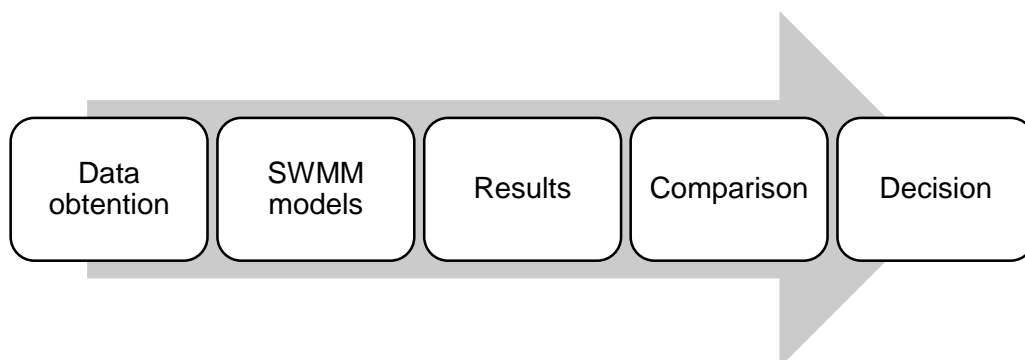 Data
obtention
SWMM
models
Results
Comparison
Decision